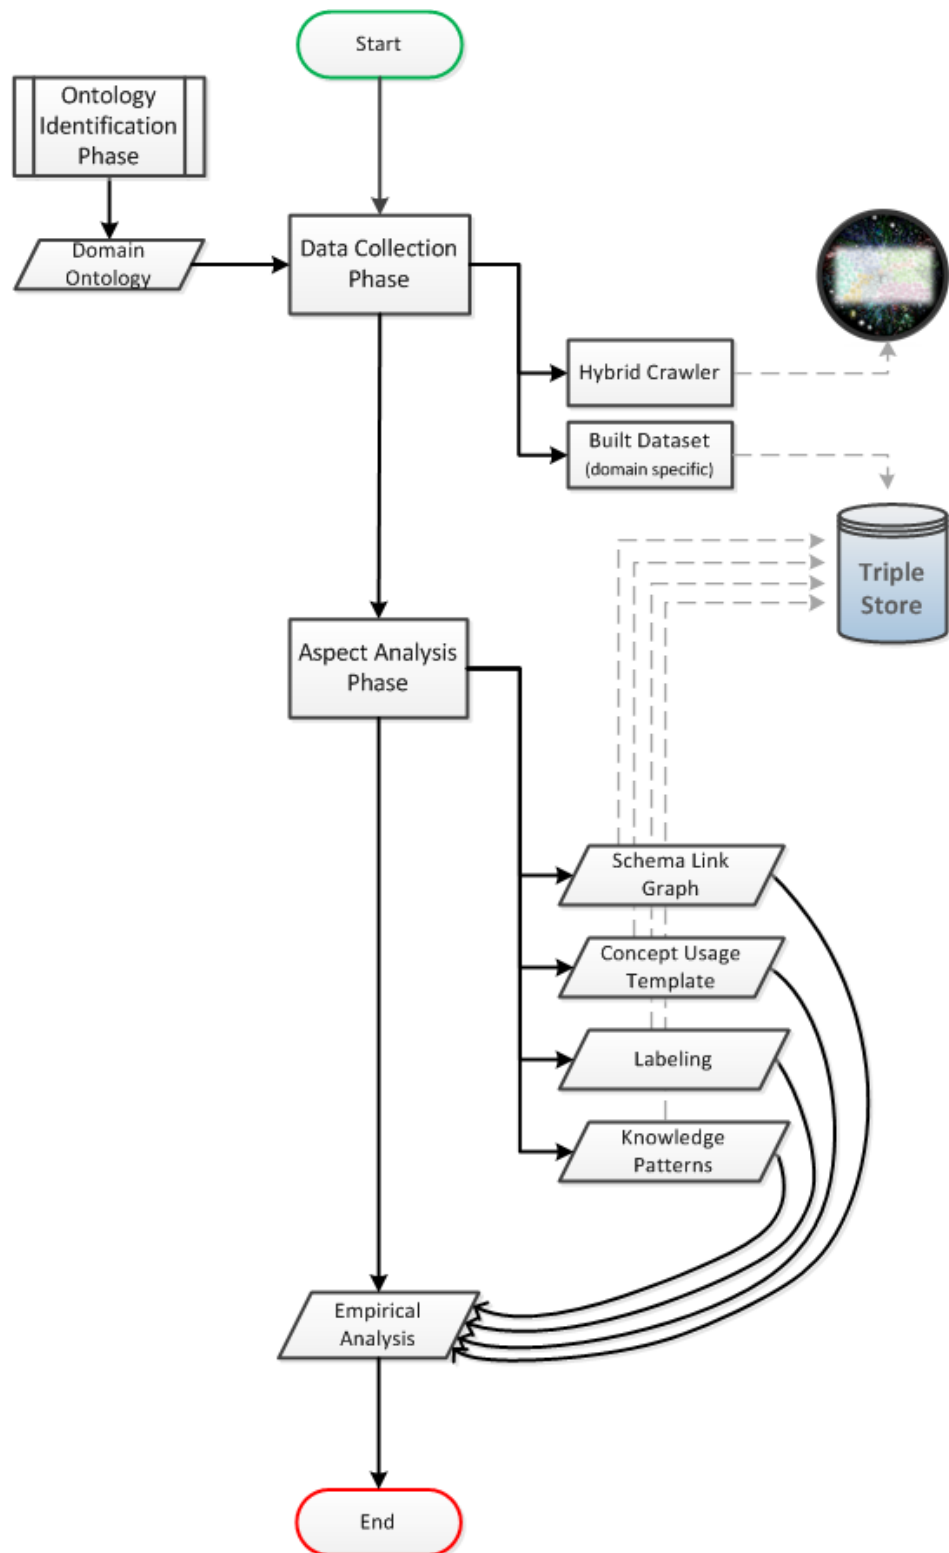 Start
Ontology
Identification
Phase
Domain
Ontology
Data Collection
Phase
Hybrid Crawler
Built Dataset
(domain specific)
Triple
Store
Aspect Analysis
Phase
Schema Link
Graph
Concept Usage
Template
Labeling
Knowledge
Patterns
Empirical
Analysis
End